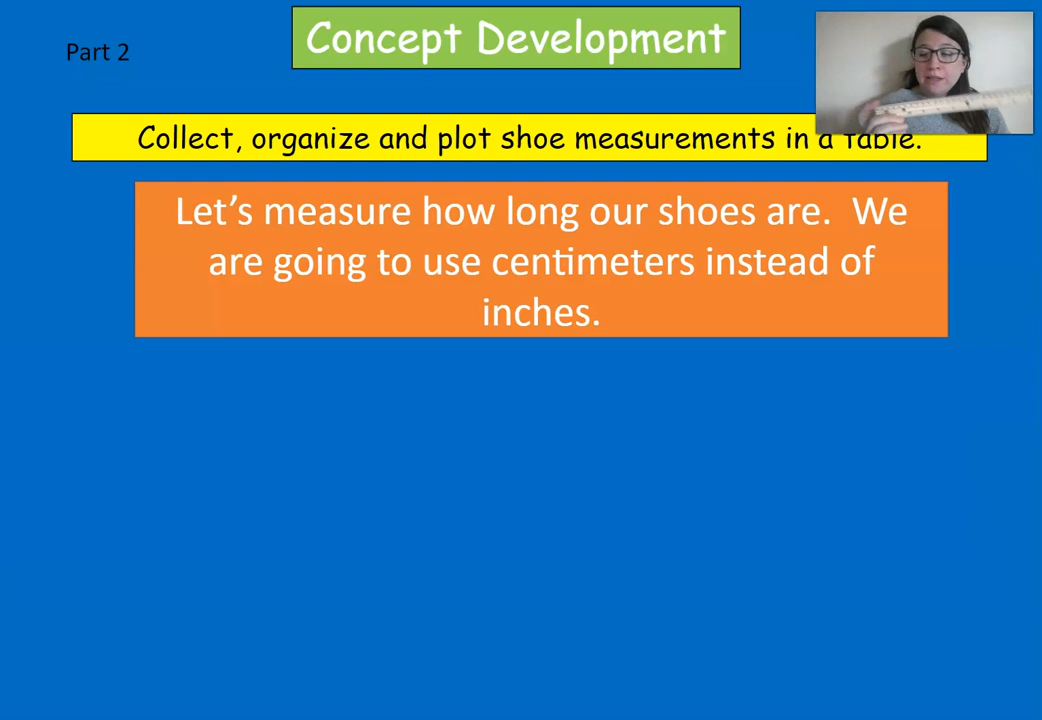 Part 2
Concept Development
Collect, organize and plot shoe measurements in a table.
Let's measure how long our shoes are.  We
are going to use centimeters instead of
inches.